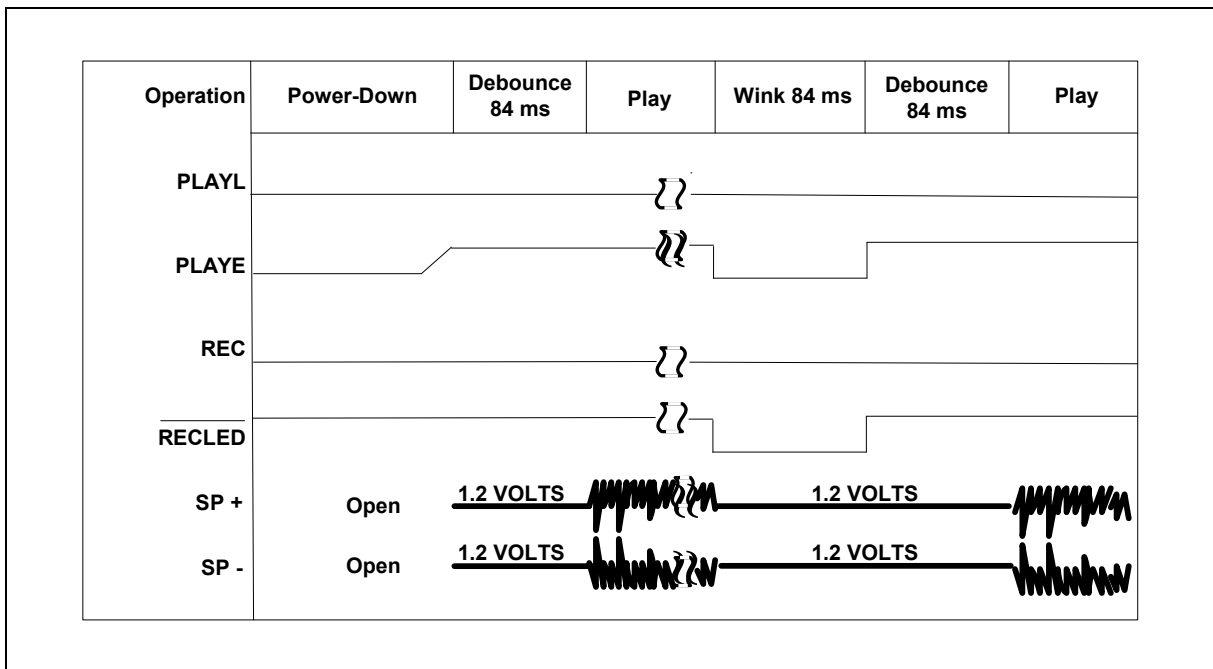 Operation Power-Down Debounce 84 ms Play Wink 84 ms Debounce 84 ms Play
PLAYL
PLAYE
REC
RECLED
SP + Open 1.2 VOLTS 1.2 VOLTS
SP - Open 1.2 VOLTS 1.2 VOLTS